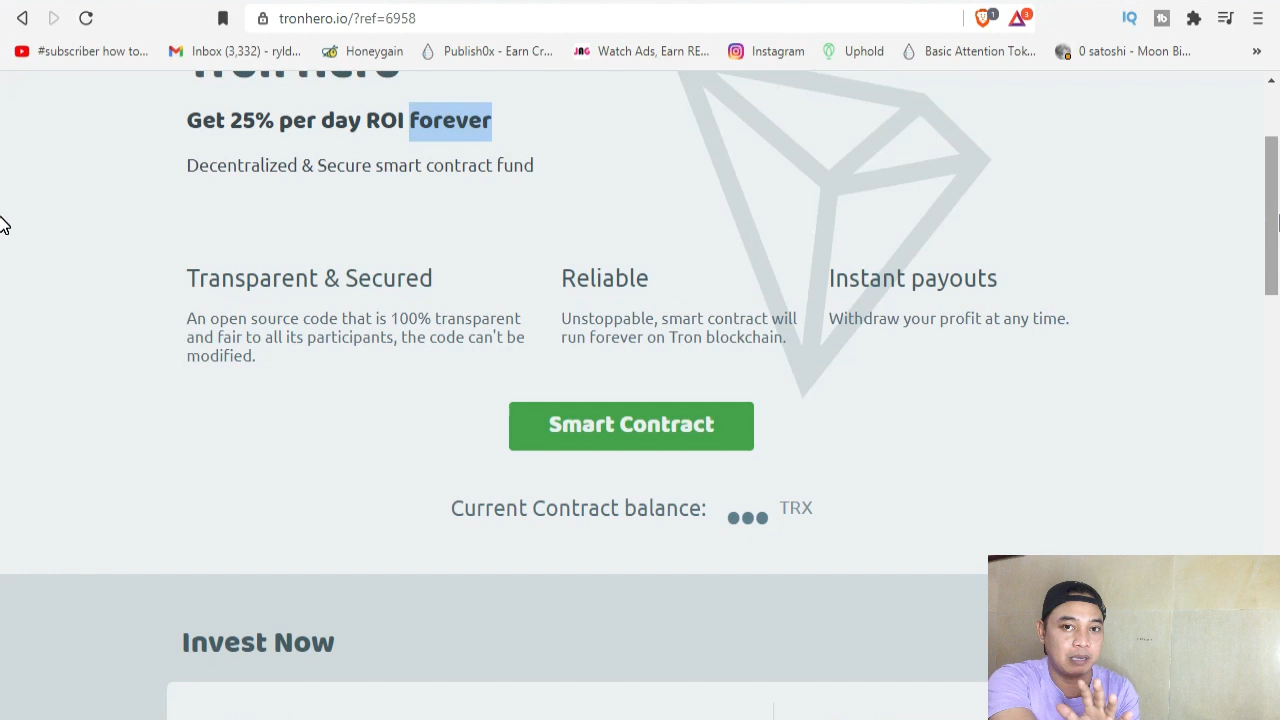 tronhero.io/?ref=6958
1
3
#subscriber how to...
Inbox (3,332) - ryld...
Honeygain
Publish0x - Earn Cr...
Watch Ads, Earn RE...
Instagram
Uphold
Basic Attention Tok...
0 satoshi - Moon Bi...
»
Tron Hero
Get 25% per day ROI forever
Decentralized & Secure smart contract fund
Transparent & Secured
An open source code that is 100% transparent
and fair to all its participants, the code can't be
modified.
Reliable
Unstoppable, smart contract will
run forever on Tron blockchain.
Instant payouts
Withdraw your profit at any time.
Smart Contract
Current Contract balance: ●●● TRX
Invest Now